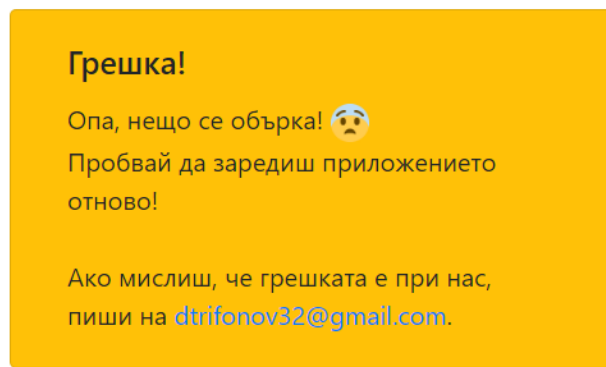 Грешка!
Опа, нещо се обърка! 😨
Пробвай да заредиш приложението
отново!
Ако мислиш, че грешката е при нас,
пиши на dtrifonov32@gmail.com.